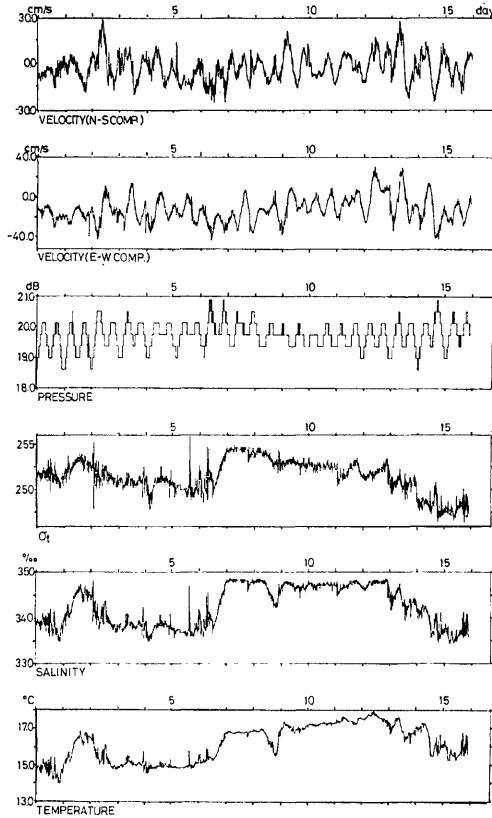 cm/s 5 10 day
30.0
0.0
-30.0
VELOCITY(N-S COMP.)
cm/s 5 10 15
40.0
0.0
-40.0
VELOCITY(E-W COMP.)
dB 5 10 15
21.0
20.0
19.0
18.0
PRESSURE
5 10 15
255
250
σt
‰ 5 10 15
35.0
34.0
33.0
SALINITY
°C 5 10 15
17.0
15.0
13.0
TEMPERATURE